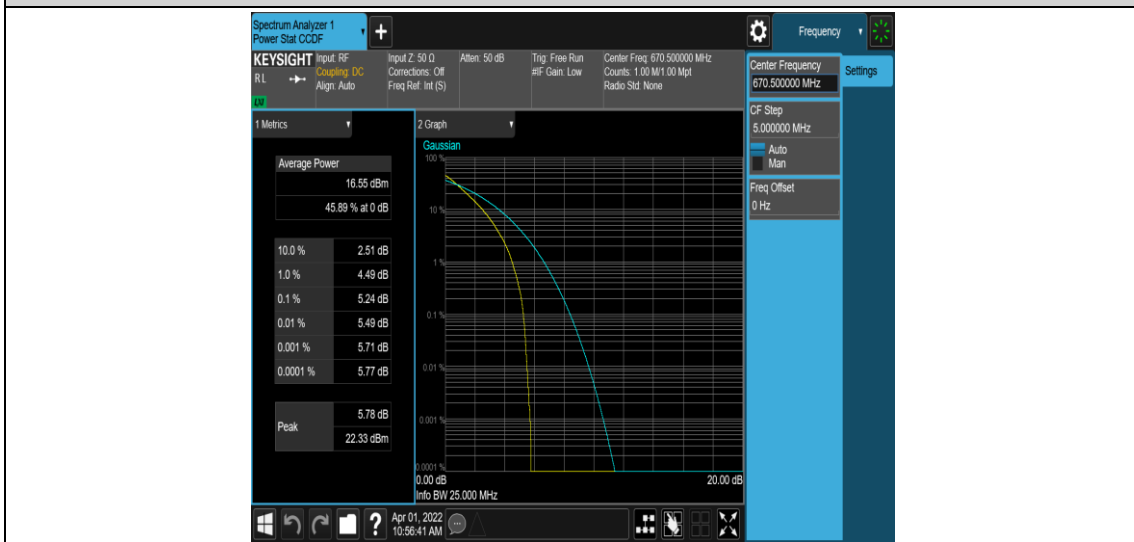 Spectrum Analyzer 1
Power Stat CCDF
+
Frequency
KEYSIGHT
RL
Input: RF
Coupling: DC
Align: Auto
Input Z: 50 Ω
Corrections: Off
Freq Ref: Int (S)
Atten: 50 dB
Trig: Free Run
#IF Gain: Low
Center Freq: 670.500000 MHz
Counts: 1.00 M/1.00 Mpt
Radio Std: None
Center Frequency
670.500000 MHz
Settings
CF Step
5.000000 MHz
Auto
Man
Freq Offset
0 Hz
1 Metrics
Average Power
16.55 dBm
45.89 % at 0 dB
10.0 % 2.51 dB
1.0 % 4.49 dB
0.1 % 5.24 dB
0.01 % 5.49 dB
0.001 % 5.71 dB
0.0001 % 5.77 dB
Peak
5.78 dB
22.33 dBm
2 Graph
Gaussian
100 %
10 %
1 %
0.1 %
0.01 %
0.001 %
0.0001 %
0.00 dB 20.00 dB
Info BW 25.000 MHz
?
Apr 01, 2022
10:56:41 AM